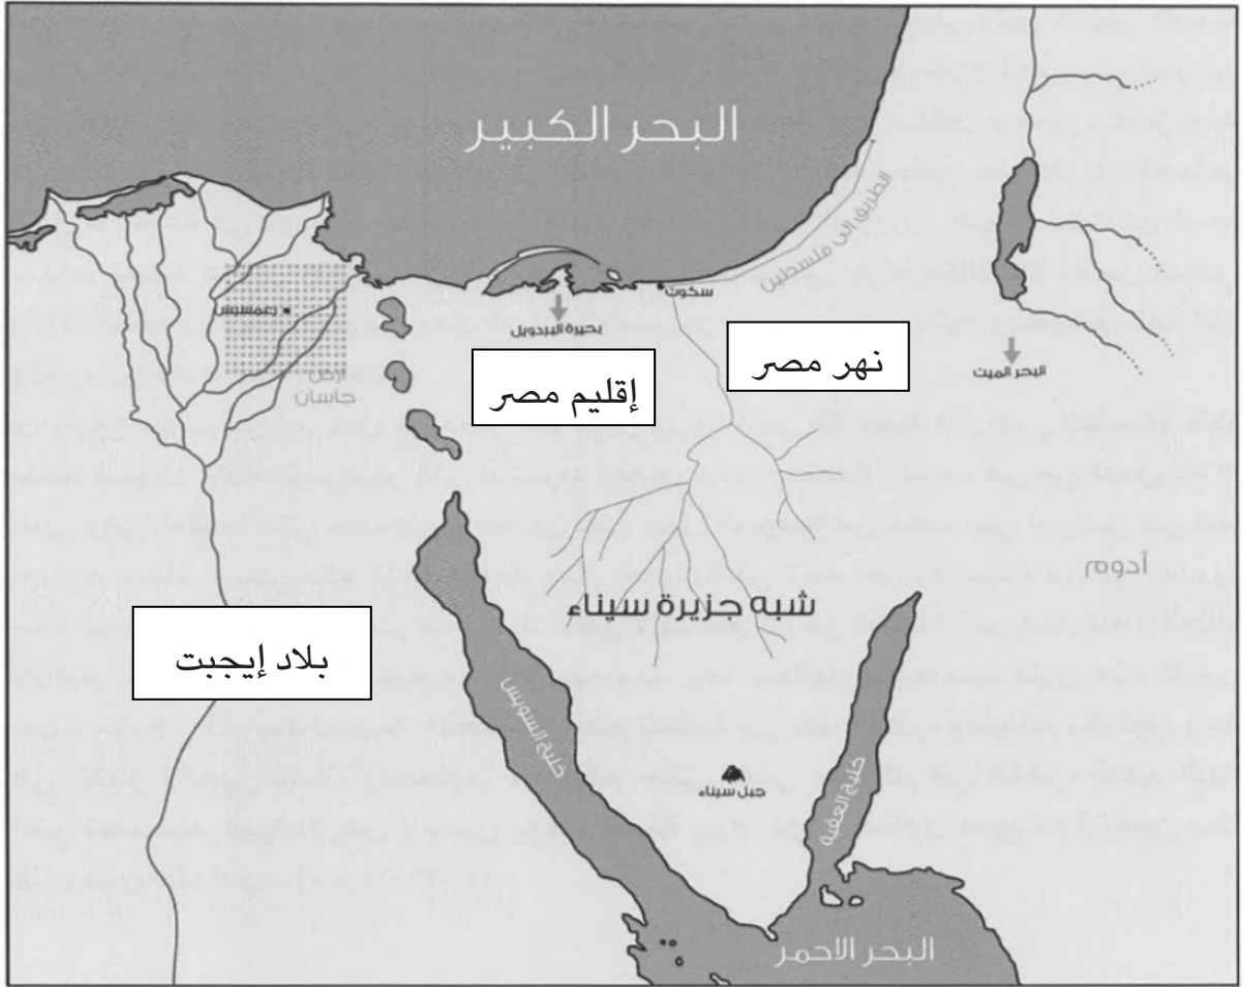 البحر الكبير
الطريق إلى فلسطين
سكوت
رعمسيس
بحيرة البردويل
نهر مصر
البحر الميت
إقليم مصر
أرض
جاسان
أدوم
شبه جزيرة سيناء
بلاد إيجبت
خليج السويس
جبل سيناء
خليج العقبة
البحر الاحمر